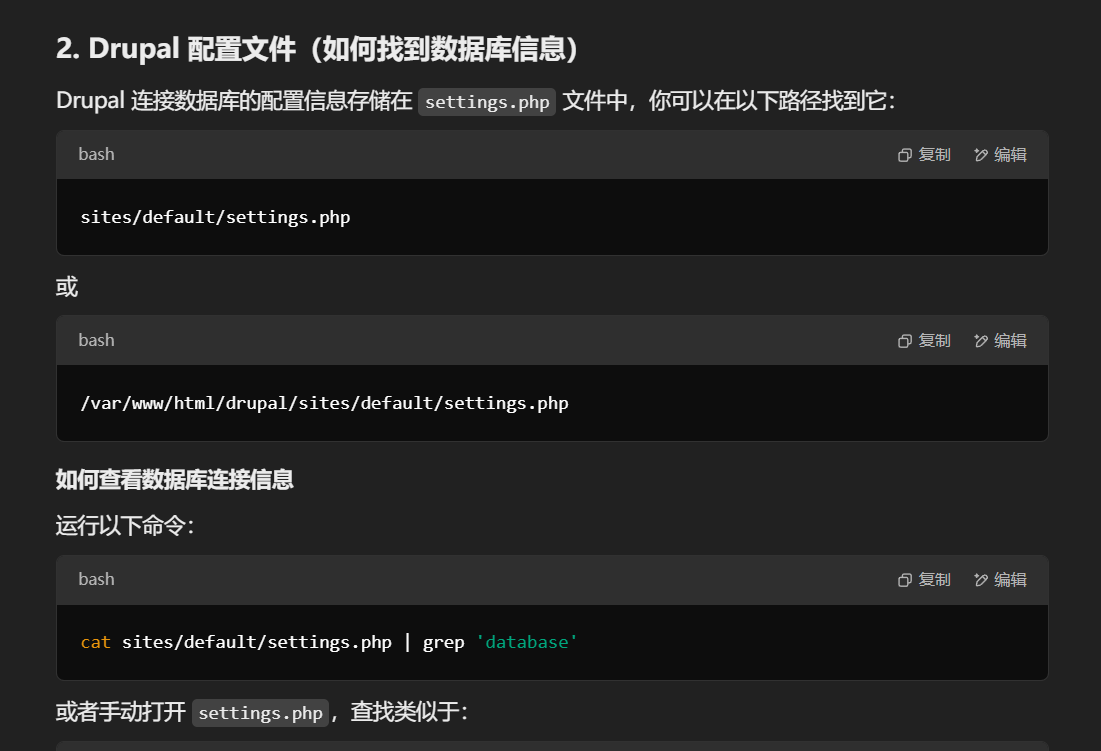 2. Drupal 配置文件（如何找到数据库信息）
Drupal 连接数据库的配置信息存储在 settings.php 文件中，你可以在以下路径找到它：
bash 复制 编辑
sites/default/settings.php
或
bash 复制 编辑
/var/www/html/drupal/sites/default/settings.php
如何查看数据库连接信息
运行以下命令：
bash 复制 编辑
cat sites/default/settings.php | grep 'database'
或者手动打开 settings.php，查找类似于：